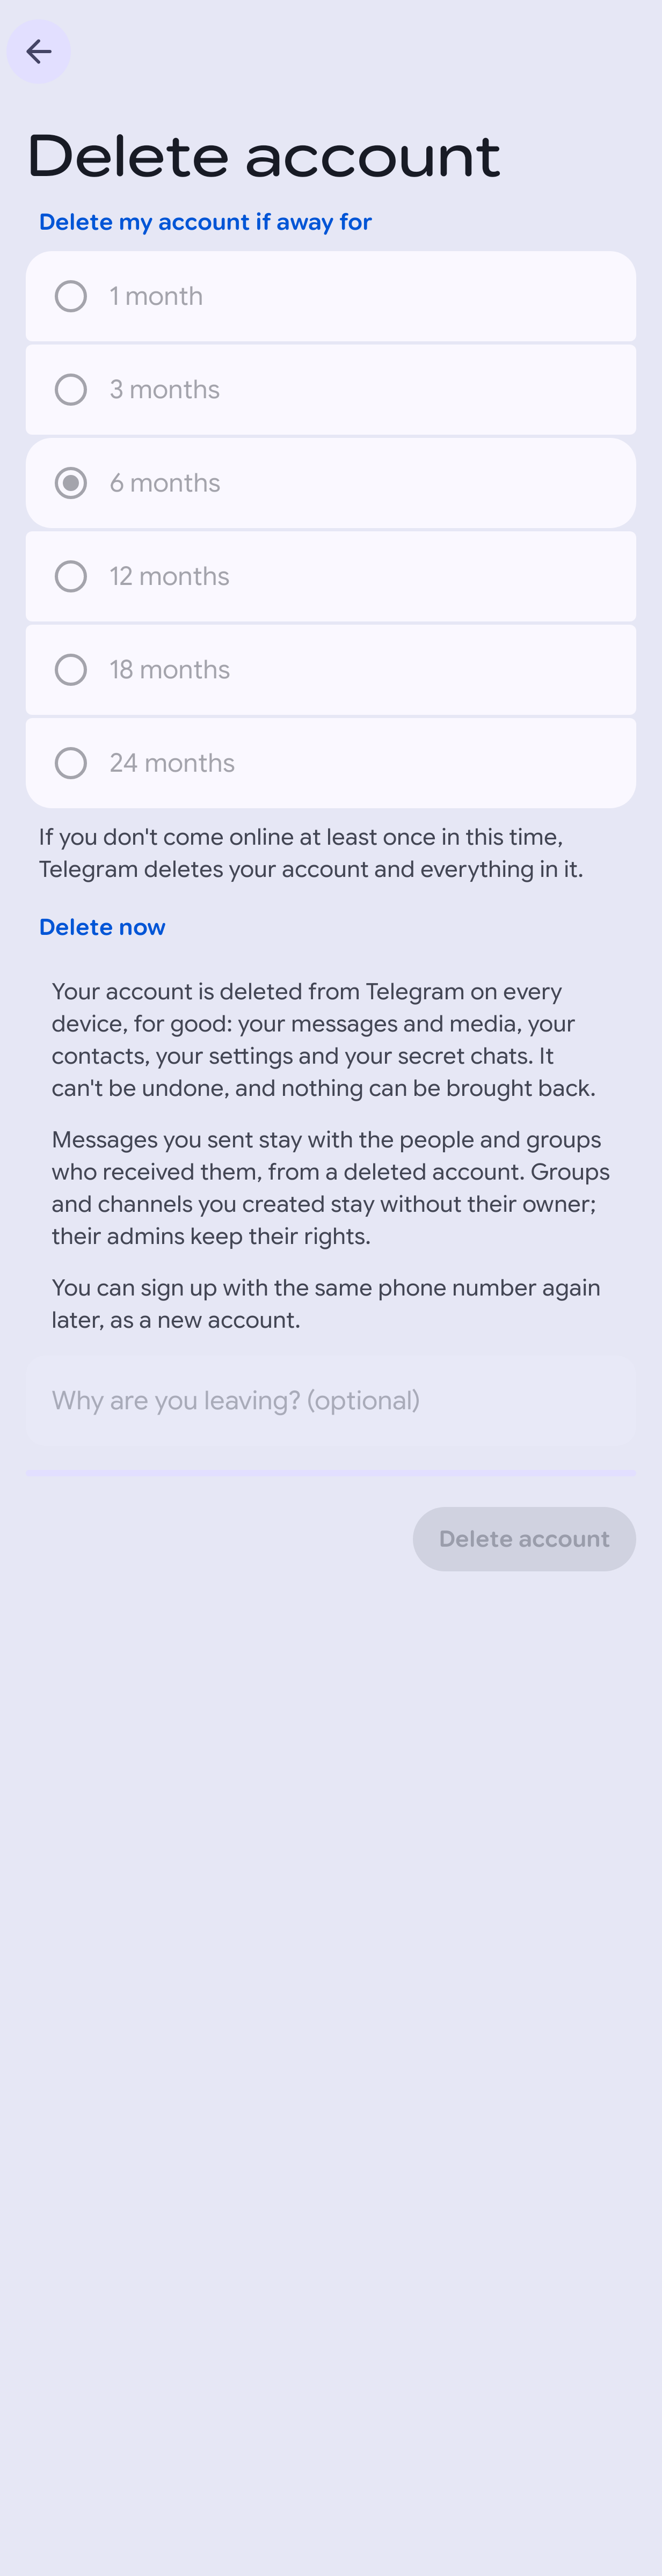 Delete account
Delete my account if away for
1 month
3 months
6 months
12 months
18 months
24 months
If you don't come online at least once in this time,
Telegram deletes your account and everything in it.
Delete now
Your account is deleted from Telegram on every
device, for good: your messages and media, your
contacts, your settings and your secret chats. It
can't be undone, and nothing can be brought back.
Messages you sent stay with the people and groups
who received them, from a deleted account. Groups
and channels you created stay without their owner;
their admins keep their rights.
You can sign up with the same phone number again
later, as a new account.
Why are you leaving? (optional)
Delete account